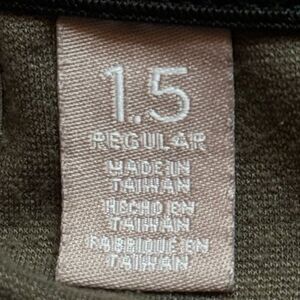 1.5
REGULAR
MADE IN
TAIWAN
HECHO EN
TAIWAN
FABRIQUE EN
TAIWAN